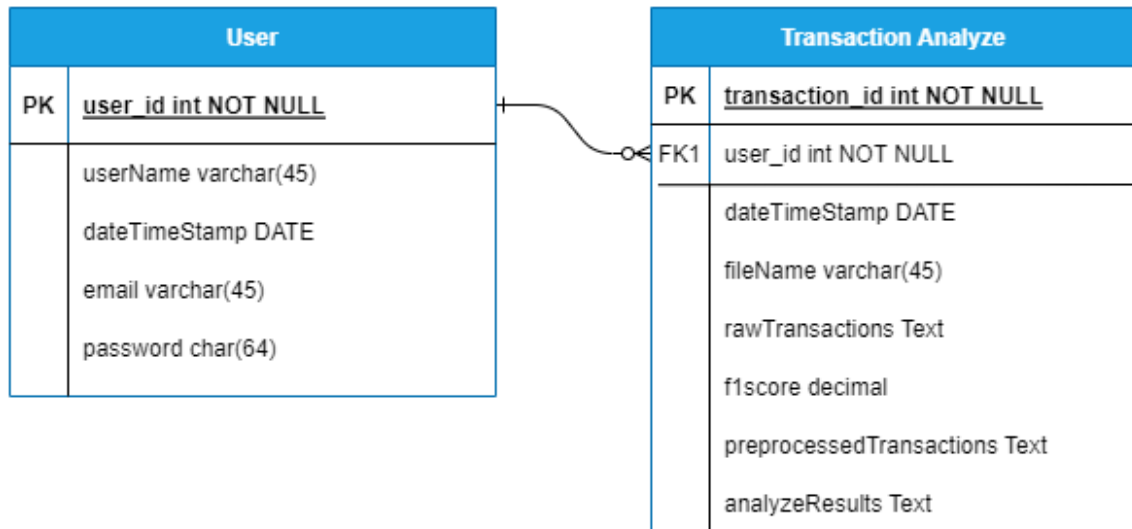 User
PK user_id int NOT NULL
userName varchar(45)
dateTimeStamp DATE
email varchar(45)
password char(64)
Transaction Analyze
PK transaction_id int NOT NULL
FK1 user_id int NOT NULL
dateTimeStamp DATE
fileName varchar(45)
rawTransactions Text
f1score decimal
preprocessedTransactions Text
analyzeResults Text